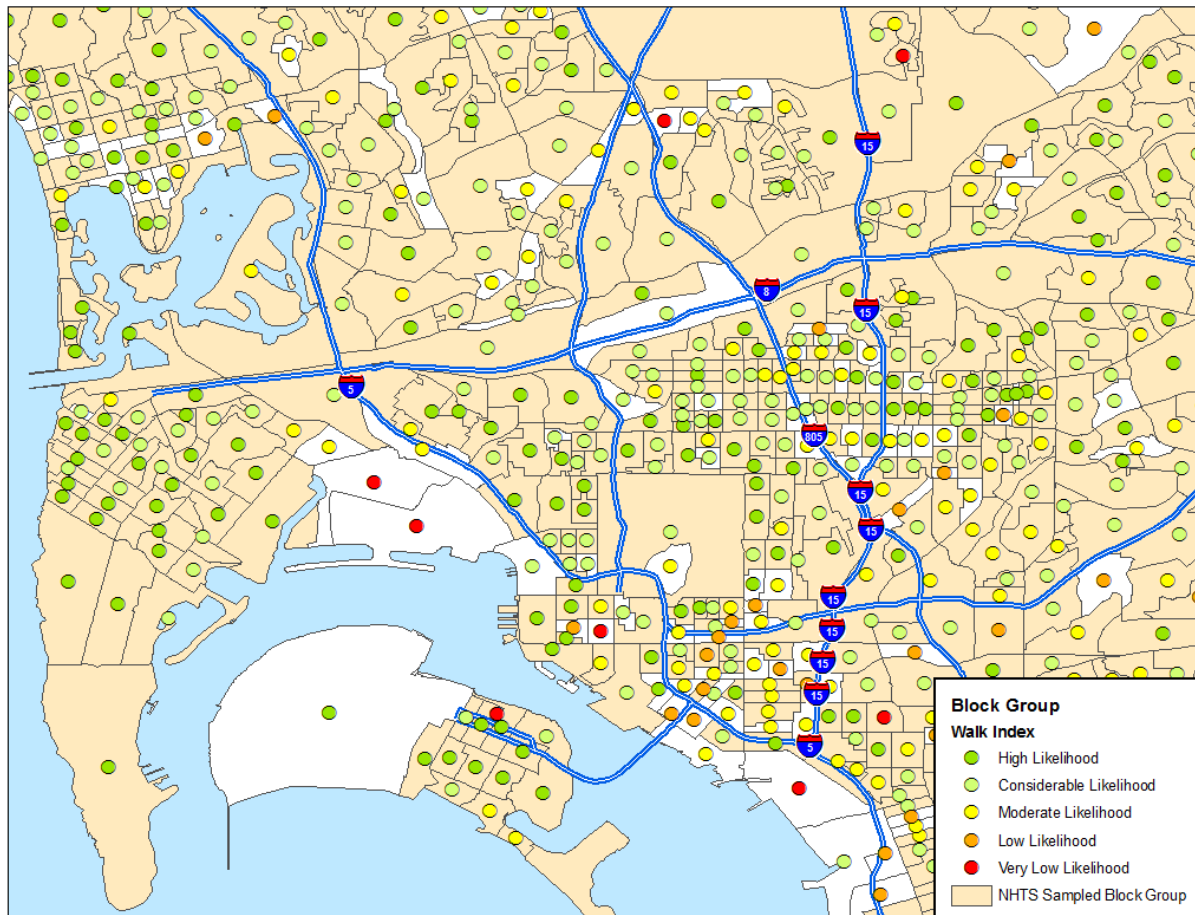 15
8
15
5
805
15
15
15
15
15
15
5
Block Group
Walk Index
High Likelihood
Considerable Likelihood
Moderate Likelihood
Low Likelihood
Very Low Likelihood
NHTS Sampled Block Group